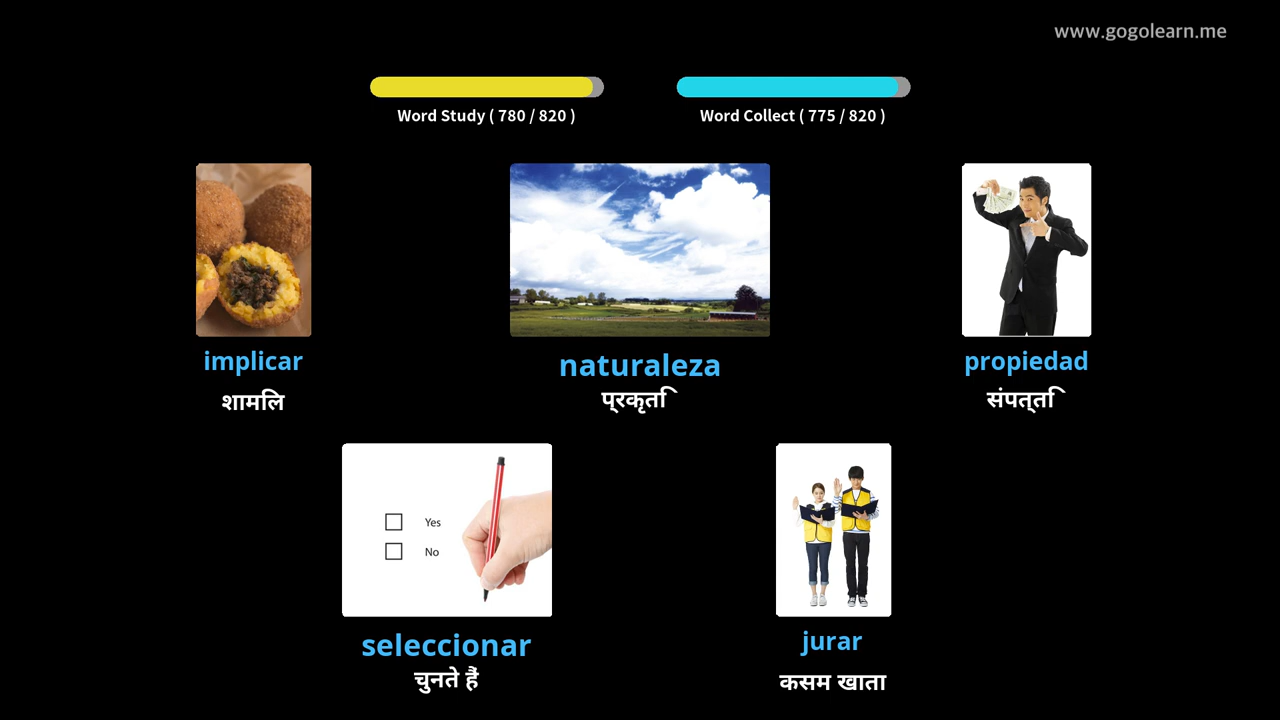 www.gogolearn.me
Word Study ( 780 / 820 )
Word Collect ( 775 / 820 )
implicar
शामिल
naturaleza
प्रकृति
propiedad
संपत्ति
Yes
No
seleccionar
चुनते हैं
jurar
कसम खाता